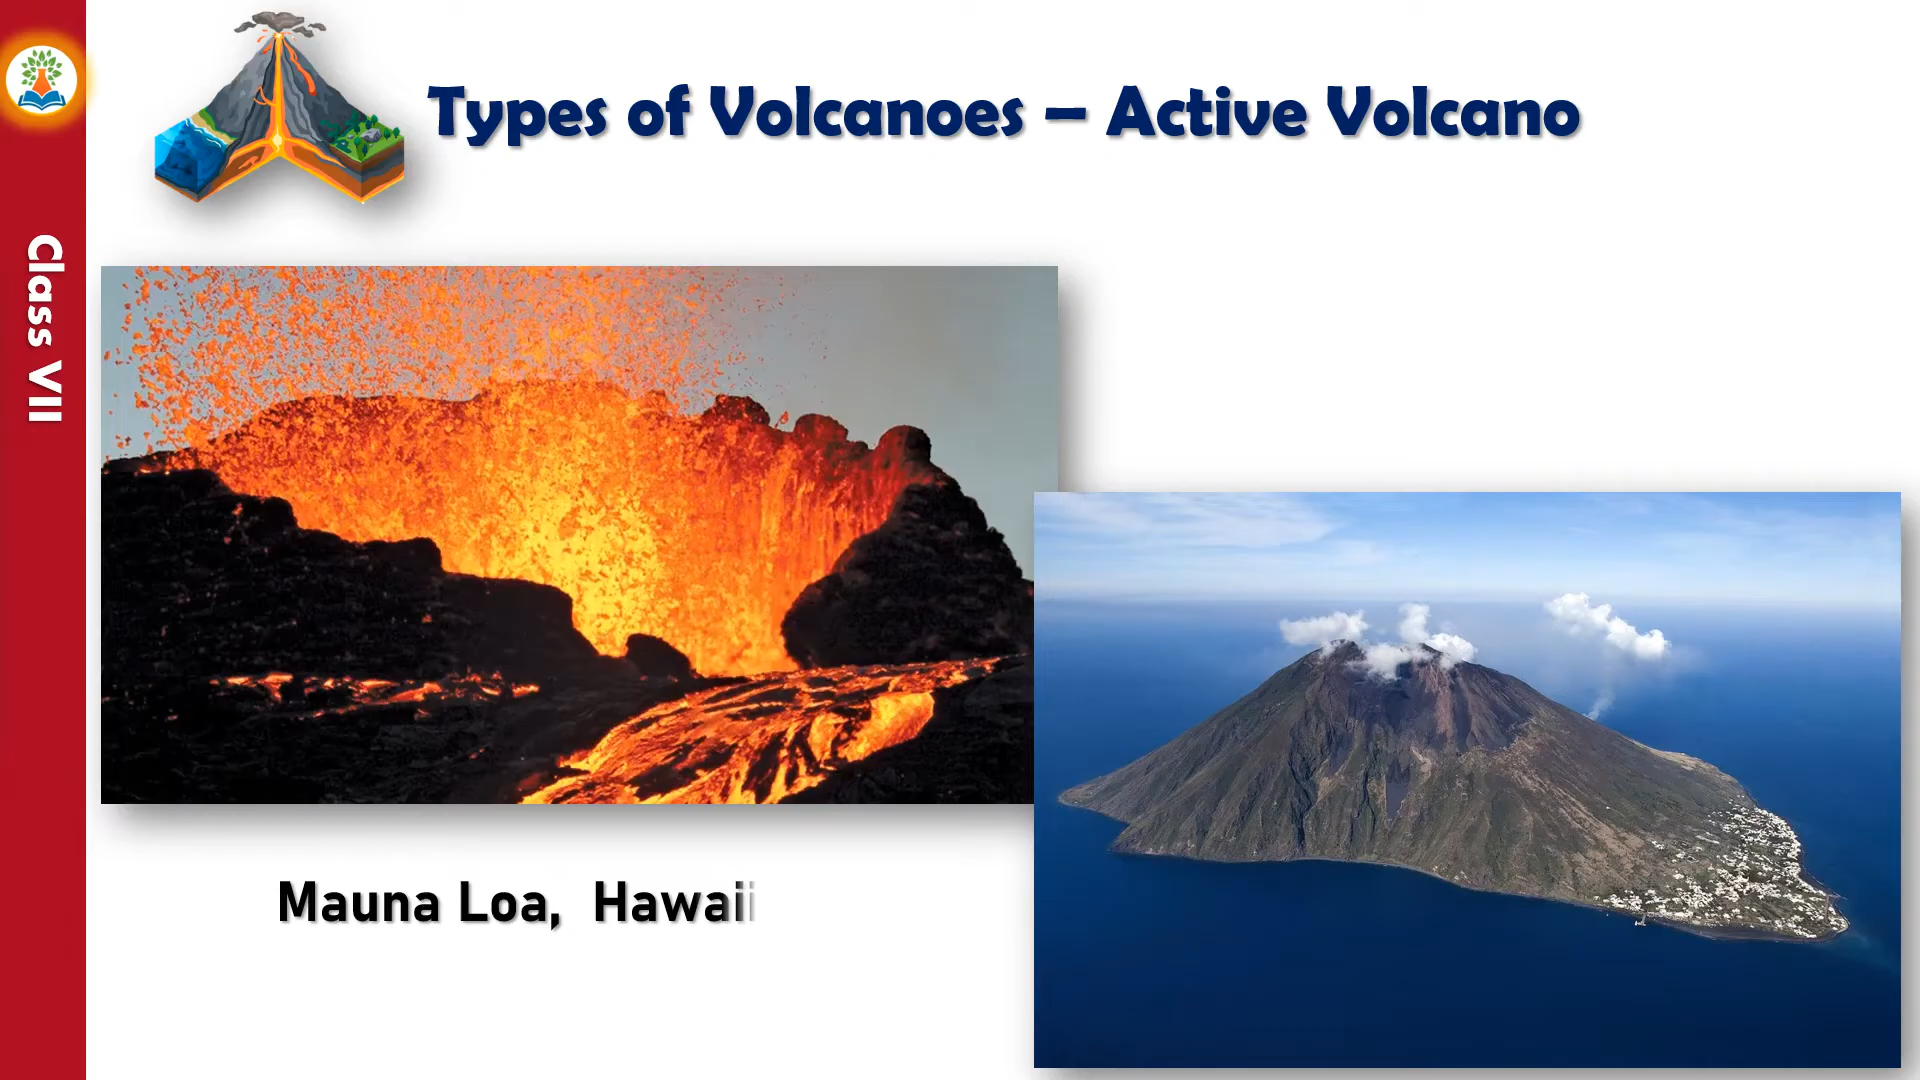 Types of Volcanoes – Active Volcano
Class VII
Mauna Loa, Hawaii